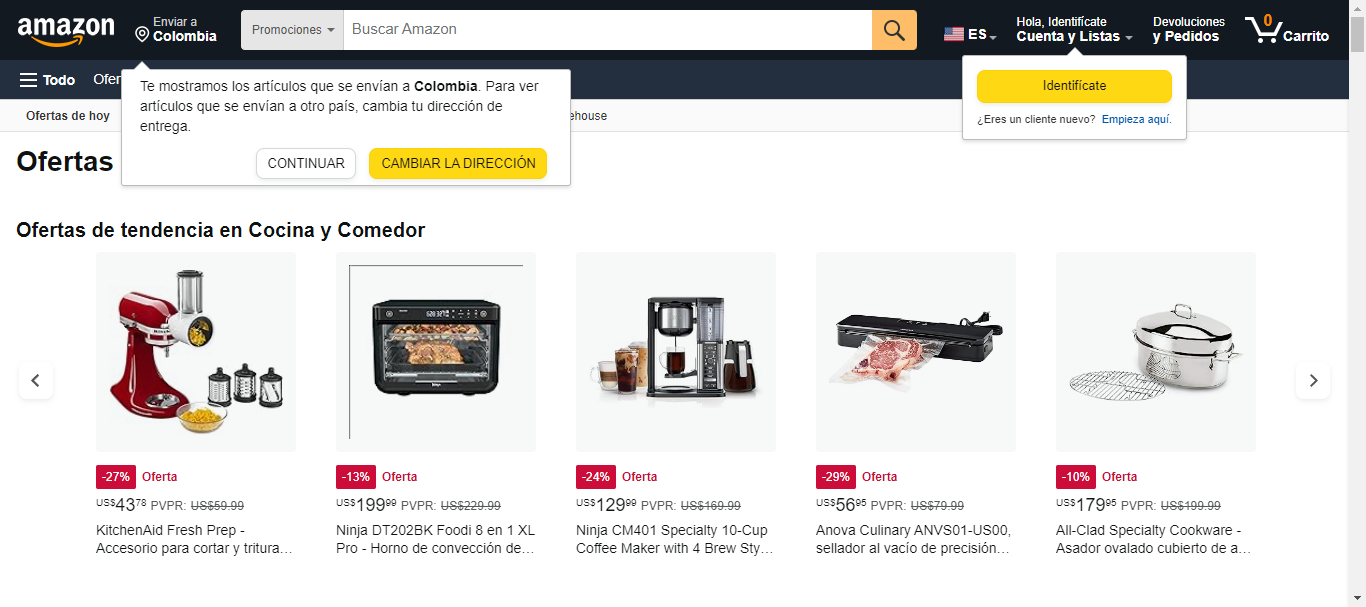 amazon
Enviar a
Colombia
Promociones
Buscar Amazon
ES
Hola, Identifícate
Cuenta y Listas
Devoluciones
y Pedidos
0
Carrito
Todo
Ofer
Te mostramos los artículos que se envían a Colombia. Para ver
artículos que se envían a otro país, cambia tu dirección de
entrega.
CONTINUAR
CAMBIAR LA DIRECCIÓN
Identifícate
¿Eres un cliente nuevo? Empieza aquí.
Ofertas de hoy
ehouse
Ofertas
Ofertas de tendencia en Cocina y Comedor
-27% Oferta
US$4378 PVPR: US$59.99
KitchenAid Fresh Prep -
Accesorio para cortar y tritura…
-13% Oferta
US$19999 PVPR: US$229.99
Ninja DT202BK Foodi 8 en 1 XL
Pro - Horno de convección de…
-24% Oferta
US$12999 PVPR: US$169.99
Ninja CM401 Specialty 10-Cup
Coffee Maker with 4 Brew Sty…
-29% Oferta
US$5695 PVPR: US$79.99
Anova Culinary ANVS01-US00,
sellador al vacío de precisión…
-10% Oferta
US$17995 PVPR: US$199.99
All-Clad Specialty Cookware -
Asador ovalado cubierto de a…